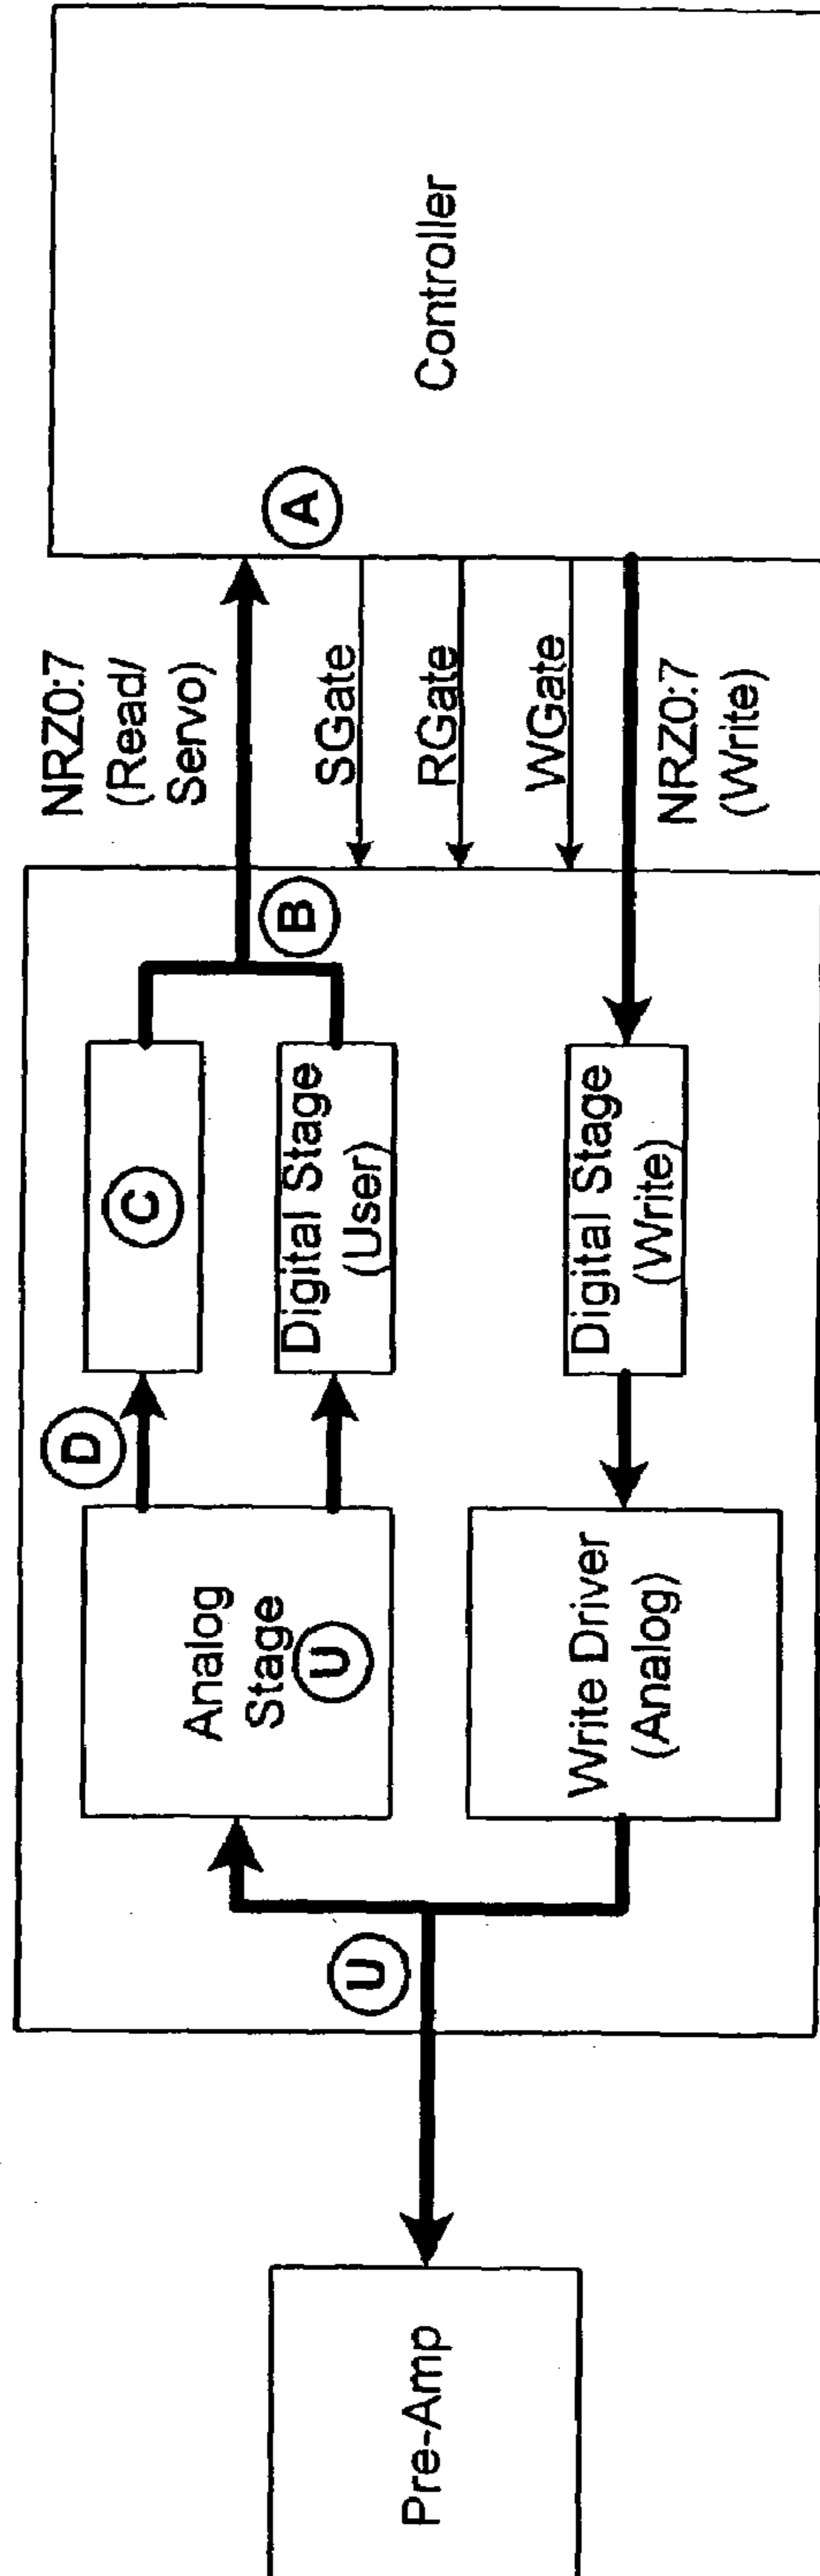 Pre-Amp
U
Analog
Stage
U
Write Driver
(Analog)
D
C
Digital Stage
(User)
Digital Stage
(Write)
B
NRZ0:7
(Read/
Servo)
SGate
RGate
WGate
NRZ0:7
(Write)
A
Controller